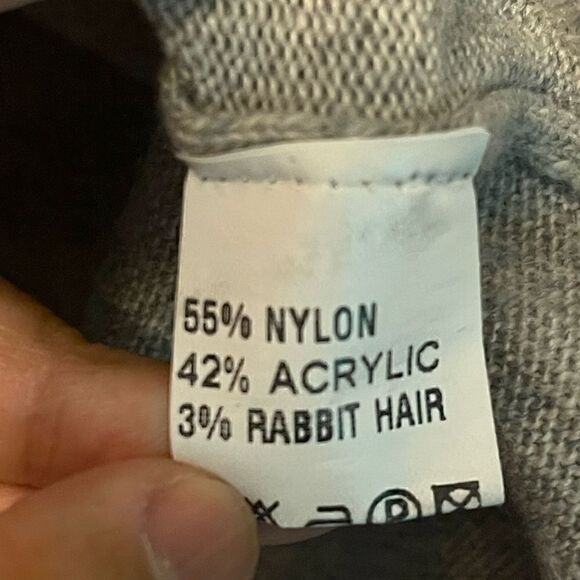 55% NYLON
42% ACRYLIC
3% RABBIT HAIR
P